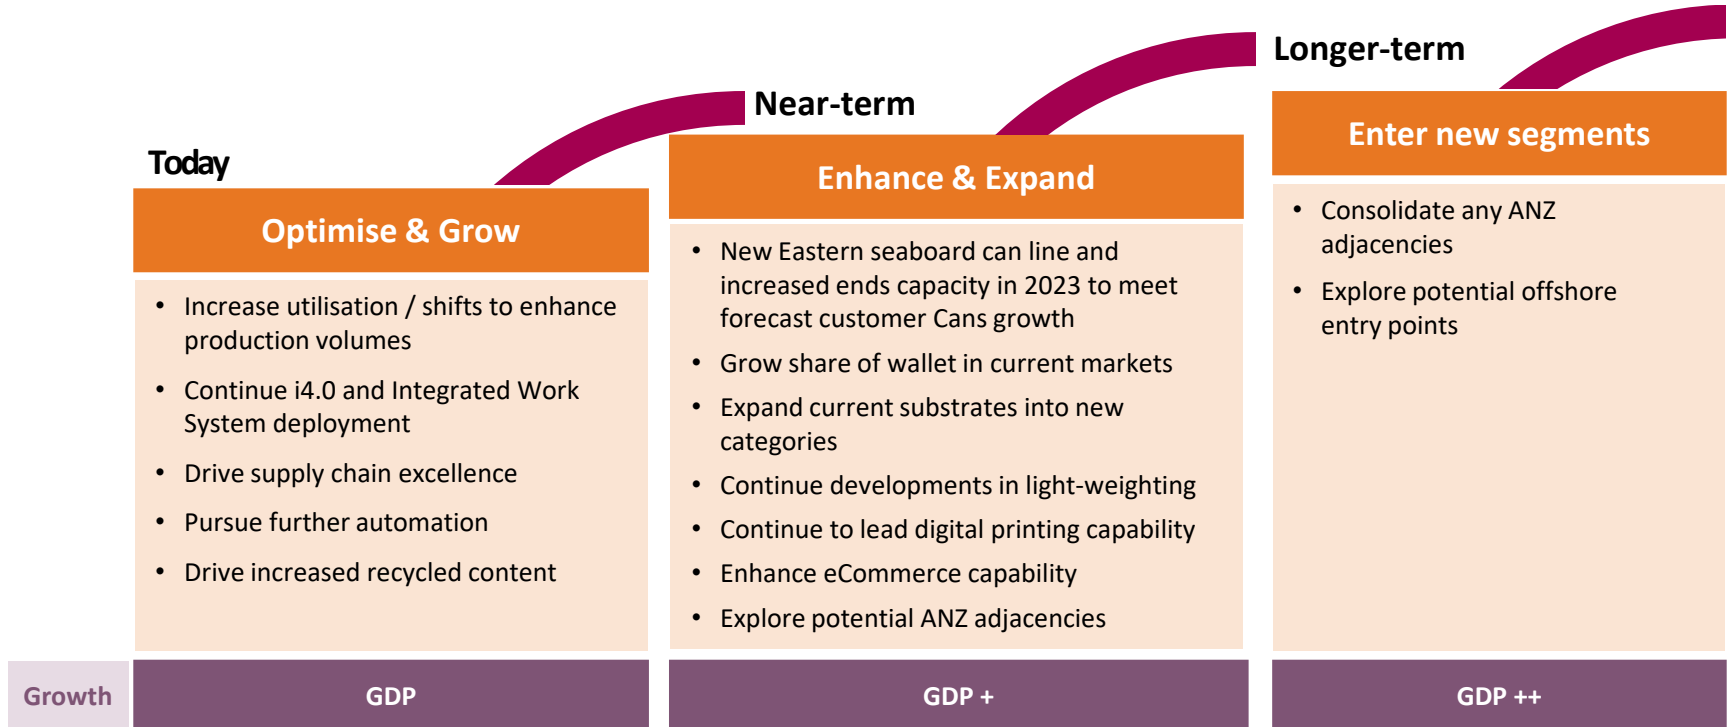 Today
Optimise & Grow
• Increase utilisation / shifts to enhance
production volumes
• Continue i4.0 and Integrated Work
System deployment
• Drive supply chain excellence
• Pursue further automation
• Drive increased recycled content
Near-term
Enhance & Expand
• New Eastern seaboard can line and
increased ends capacity in 2023 to meet
forecast customer Cans growth
• Grow share of wallet in current markets
• Expand current substrates into new
categories
• Continue developments in light-weighting
• Continue to lead digital printing capability
• Enhance eCommerce capability
• Explore potential ANZ adjacencies
Longer-term
Enter new segments
• Consolidate any ANZ
adjacencies
• Explore potential offshore
entry points
Growth
GDP
GDP +
GDP ++